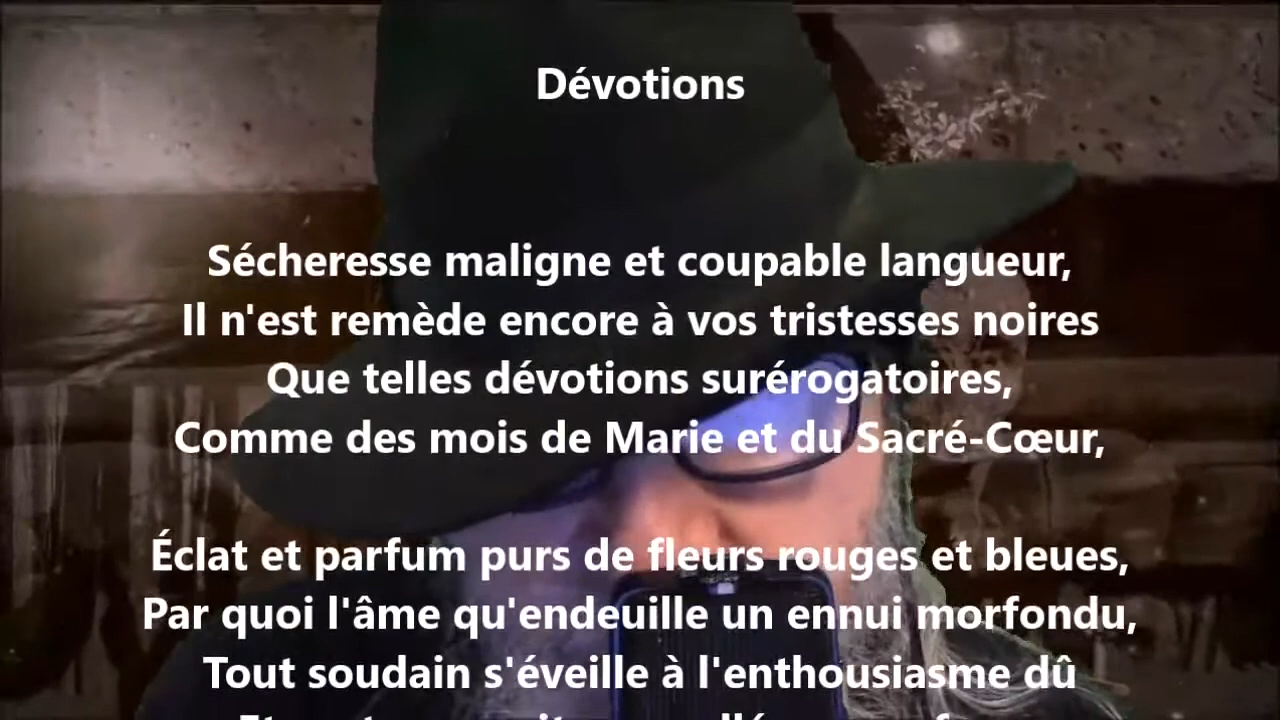 Dévotions
Sécheresse maligne et coupable langueur,
Il n'est remède encore à vos tristesses noires
Que telles dévotions surérogatoires,
Comme des mois de Marie et du Sacré-Cœur,
Éclat et parfum purs de fleurs rouges et bleues,
Par quoi l'âme qu'endeuille un ennui morfondu,
Tout soudain s'éveille à l'enthousiasme dû